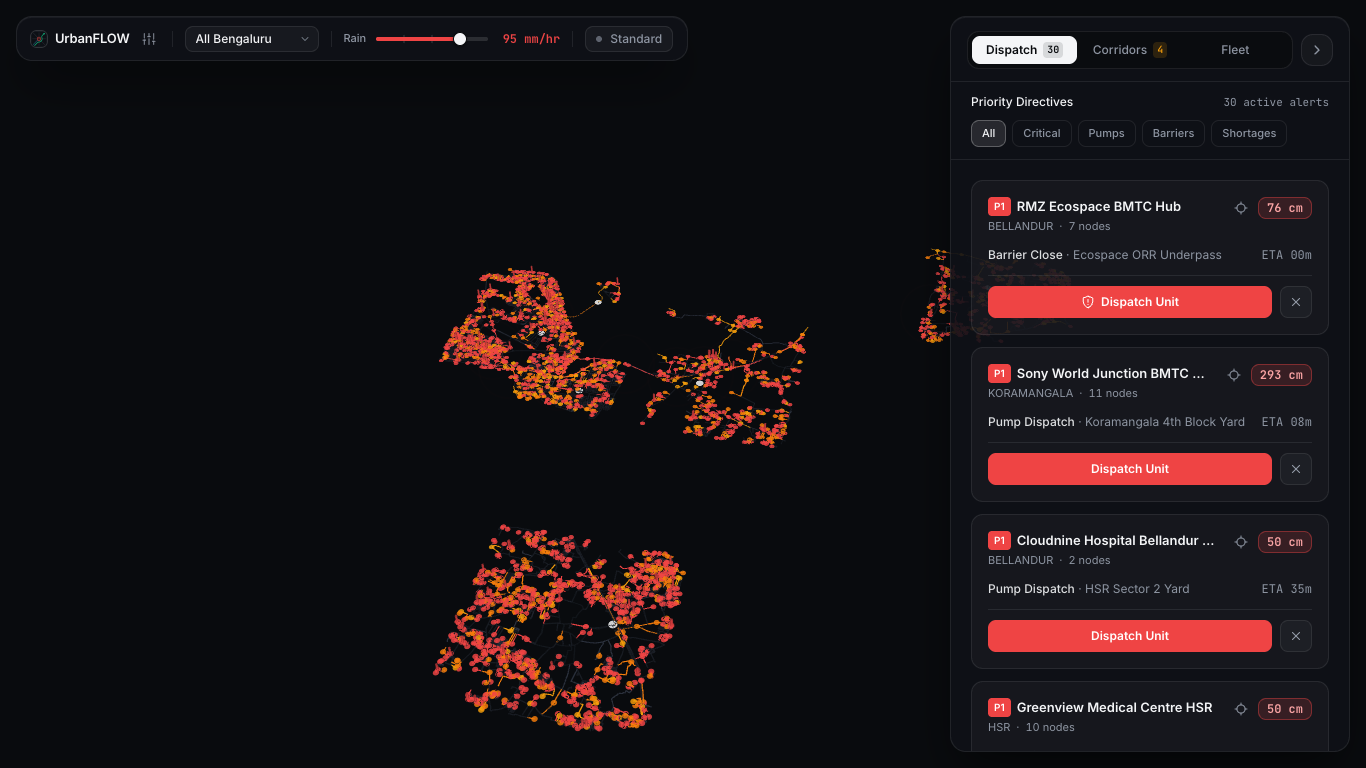 UrbanFLOW
All Bengaluru
Rain
95 mm/hr
Standard
Dispatch 30
Corridors 4
Fleet
Priority Directives
30 active alerts
All
Critical
Pumps
Barriers
Shortages
P1 RMZ Ecospace BMTC Hub
76 cm
BELLANDUR · 7 nodes
Barrier Close · Ecospace ORR Underpass
ETA 00m
Dispatch Unit
P1 Sony World Junction BMTC ...
293 cm
KORAMANGALA · 11 nodes
Pump Dispatch · Koramangala 4th Block Yard
ETA 08m
Dispatch Unit
P1 Cloudnine Hospital Bellandur ...
50 cm
BELLANDUR · 2 nodes
Pump Dispatch · HSR Sector 2 Yard
ETA 35m
Dispatch Unit
P1 Greenview Medical Centre HSR
50 cm
HSR · 10 nodes